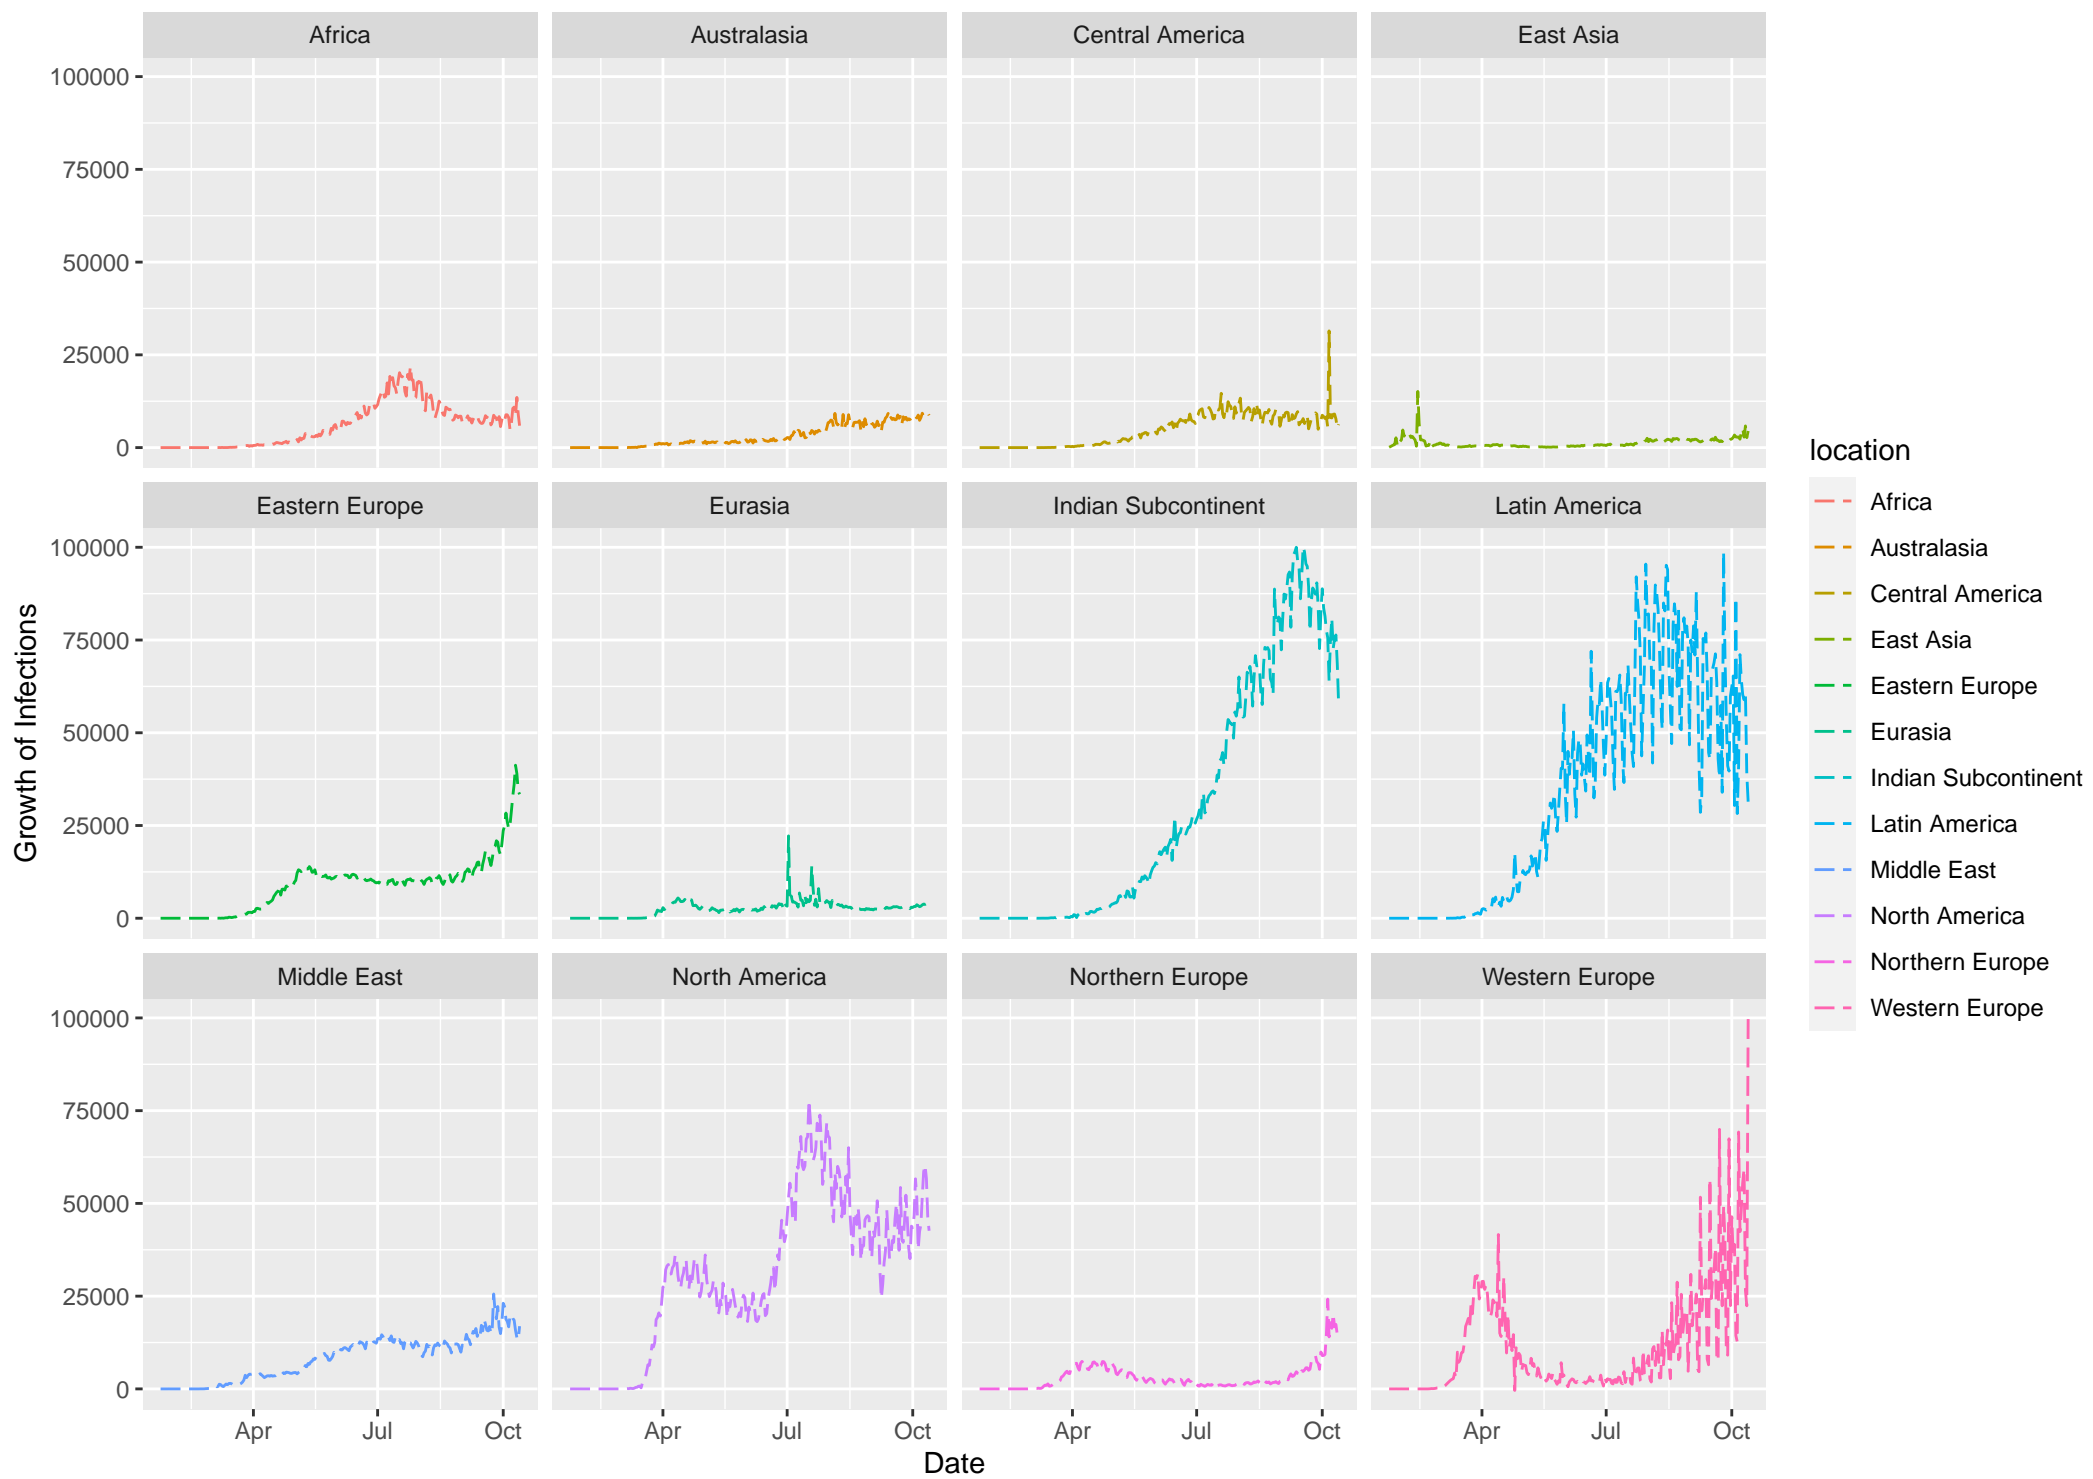 Africa Australasia Central America East Asia
100000
75000
50000
25000
0
Eastern Europe Eurasia Indian Subcontinent Latin America
100000
75000
50000
25000
0
Middle East North America Northern Europe Western Europe
100000
75000
50000
25000
0
Apr Jul Oct Apr Jul Oct Apr Jul Oct Apr Jul Oct
Date
Growth of Infections
location
Africa
Australasia
Central America
East Asia
Eastern Europe
Eurasia
Indian Subcontinent
Latin America
Middle East
North America
Northern Europe
Western Europe